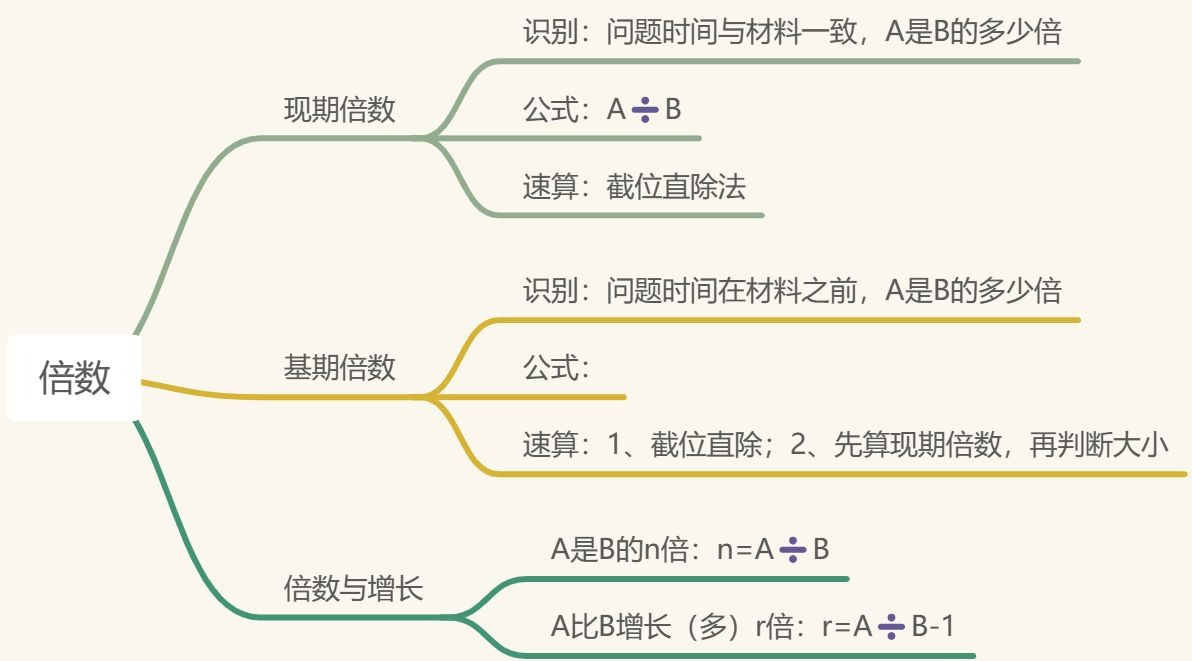 倍数
现期倍数
识别：问题时间与材料一致，A是B的多少倍
公式：A➗B
速算：截位直除法
基期倍数
识别：问题时间在材料之前，A是B的多少倍
公式：
速算：1、截位直除；2、先算现期倍数，再判断大小
倍数与增长
A是B的n倍：n=A➗B
A比B增长（多）r倍：r=A➗B-1